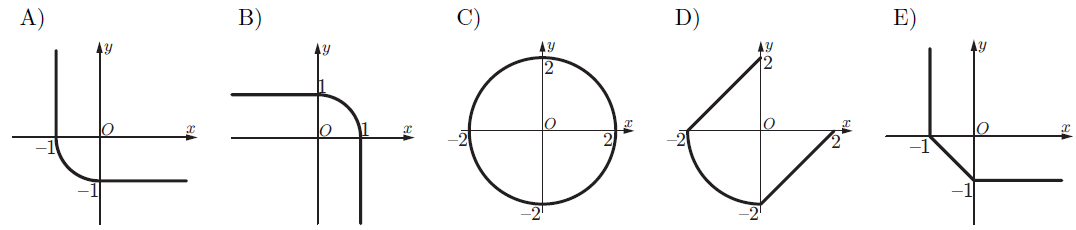 A) B) C) D) E)
y y y y y
1 2 2
O x O 1 x –2 O 2 x –2 O 2 x O x
–1 –1
–1 –2 –2 –1